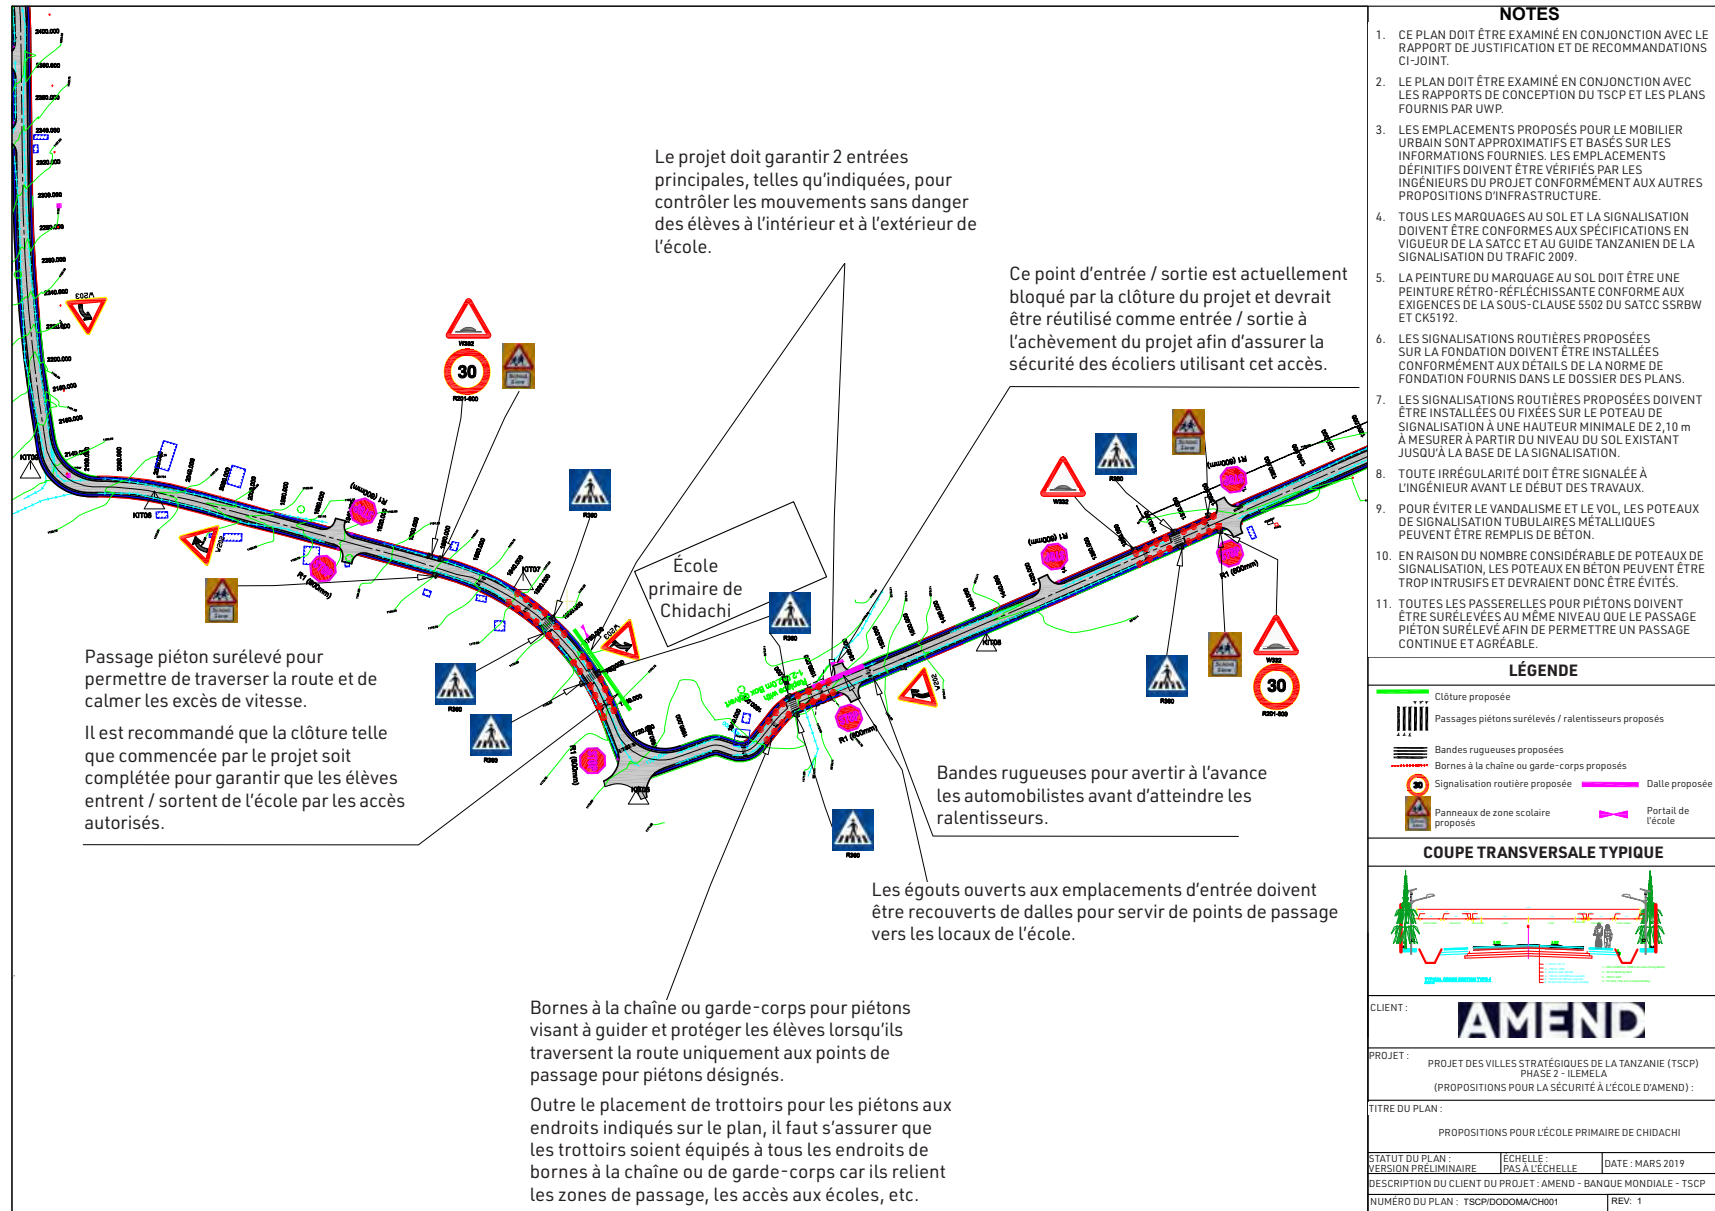 Le projet doit garantir 2 entrées
principales, telles qu'indiquées, pour
contrôler les mouvements sans danger
des élèves à l'intérieur et à l'extérieur de
l'école.
Ce point d'entrée / sortie est actuellement
bloqué par la clôture du projet et devrait
être réutilisé comme entrée / sortie à
l'achèvement du projet afin d'assurer la
sécurité des écoliers utilisant cet accès.
W203
W332
30
R201-600
R1 (600mm)
R360
École
primaire de
Chidachi
KIT08
KIT07
Passage piéton surélevé pour
permettre de traverser la route et de
calmer les excès de vitesse.
Il est recommandé que la clôture telle
que commencée par le projet soit
complétée pour garantir que les élèves
entrent / sortent de l'école par les accès
autorisés.
Bandes rugueuses pour avertir à l'avance
les automobilistes avant d'atteindre les
ralentisseurs.
Les égouts ouverts aux emplacements d'entrée doivent
être recouverts de dalles pour servir de points de passage
vers les locaux de l'école.
Bornes à la chaîne ou garde-corps pour piétons
visant à guider et protéger les élèves lorsqu'ils
traversent la route uniquement aux points de
passage pour piétons désignés.
Outre le placement de trottoirs pour les piétons aux
endroits indiqués sur le plan, il faut s'assurer que
les trottoirs soient équipés à tous les endroits de
bornes à la chaîne ou de garde-corps car ils relient
les zones de passage, les accès aux écoles, etc.
NOTES
1. CE PLAN DOIT ÊTRE EXAMINÉ EN CONJONCTION AVEC LE
RAPPORT DE JUSTIFICATION ET DE RECOMMANDATIONS
CI-JOINT.
2. LE PLAN DOIT ÊTRE EXAMINÉ EN CONJONCTION AVEC
LES RAPPORTS DE CONCEPTION DU TSCP ET LES PLANS
FOURNIS PAR UWP.
3. LES EMPLACEMENTS PROPOSÉS POUR LE MOBILIER
URBAIN SONT APPROXIMATIFS ET BASÉS SUR LES
INFORMATIONS FOURNIES. LES EMPLACEMENTS
DÉFINITIFS DOIVENT ÊTRE VÉRIFIÉS PAR LES
INGÉNIEURS DU PROJET CONFORMÉMENT AUX AUTRES
PROPOSITIONS D'INFRASTRUCTURE.
4. TOUS LES MARQUAGES AU SOL ET LA SIGNALISATION
DOIVENT ÊTRE CONFORMES AUX SPÉCIFICATIONS EN
VIGUEUR DE LA SATCC ET AU GUIDE TANZANIEN DE LA
SIGNALISATION DU TRAFIC 2009.
5. LA PEINTURE DU MARQUAGE AU SOL DOIT ÊTRE UNE
PEINTURE RÉTRO-RÉFLÉCHISSANTE CONFORME AUX
EXIGENCES DE LA SOUS-CLAUSE 5502 DU SATCC SSRBW
ET CK5192.
6. LES SIGNALISATIONS ROUTIÈRES PROPOSÉES
SUR LA FONDATION DOIVENT ÊTRE INSTALLÉES
CONFORMÉMENT AUX DÉTAILS DE LA NORME DE
FONDATION FOURNIS DANS LE DOSSIER DES PLANS.
7. LES SIGNALISATIONS ROUTIÈRES PROPOSÉES DOIVENT
ÊTRE INSTALLÉES OU FIXÉES SUR LE POTEAU DE
SIGNALISATION À UNE HAUTEUR MINIMALE DE 2,10 m
À MESURER À PARTIR DU NIVEAU DU SOL EXISTANT
JUSQU'À LA BASE DE LA SIGNALISATION.
8. TOUTE IRRÉGULARITÉ DOIT ÊTRE SIGNALÉE À
L'INGÉNIEUR AVANT LE DÉBUT DES TRAVAUX.
9. POUR ÉVITER LE VANDALISME ET LE VOL, LES POTEAUX
DE SIGNALISATION TUBULAIRES MÉTALLIQUES
PEUVENT ÊTRE REMPLIS DE BÉTON.
10. EN RAISON DU NOMBRE CONSIDÉRABLE DE POTEAUX DE
SIGNALISATION, LES POTEAUX EN BÉTON PEUVENT ÊTRE
TROP INTRUSIFS ET DEVRAIENT DONC ÊTRE ÉVITÉS.
11. TOUTES LES PASSERELLES POUR PIÉTONS DOIVENT
ÊTRE SURÉLEVÉES AU MÊME NIVEAU QUE LE PASSAGE
PIÉTON SURÉLEVÉ AFIN DE PERMETTRE UN PASSAGE
CONTINUE ET AGRÉABLE.
LÉGENDE
Clôture proposée
Passages piétons surélevés / ralentisseurs proposés
Bandes rugueuses proposées
Bornes à la chaîne ou garde-corps proposés
30 Signalisation routière proposée
Dalle proposée
Panneaux de zone scolaire
proposés
Portail de
l'école
COUPE TRANSVERSALE TYPIQUE
CLIENT :
AMEND
PROJET :
PROJET DES VILLES STRATÉGIQUES DE LA TANZANIE (TSCP)
PHASE 2 - ILEMELA
(PROPOSITIONS POUR LA SÉCURITÉ À L'ÉCOLE D'AMEND) :
TITRE DU PLAN :
PROPOSITIONS POUR L'ÉCOLE PRIMAIRE DE CHIDACHI
STATUT DU PLAN :
VERSION PRÉLIMINAIRE
ÉCHELLE :
PAS À L'ÉCHELLE
DATE : MARS 2019
DESCRIPTION DU CLIENT DU PROJET : AMEND - BANQUE MONDIALE - TSCP
NUMÉRO DU PLAN : TSCP/DODOMA/CH001
REV: 1